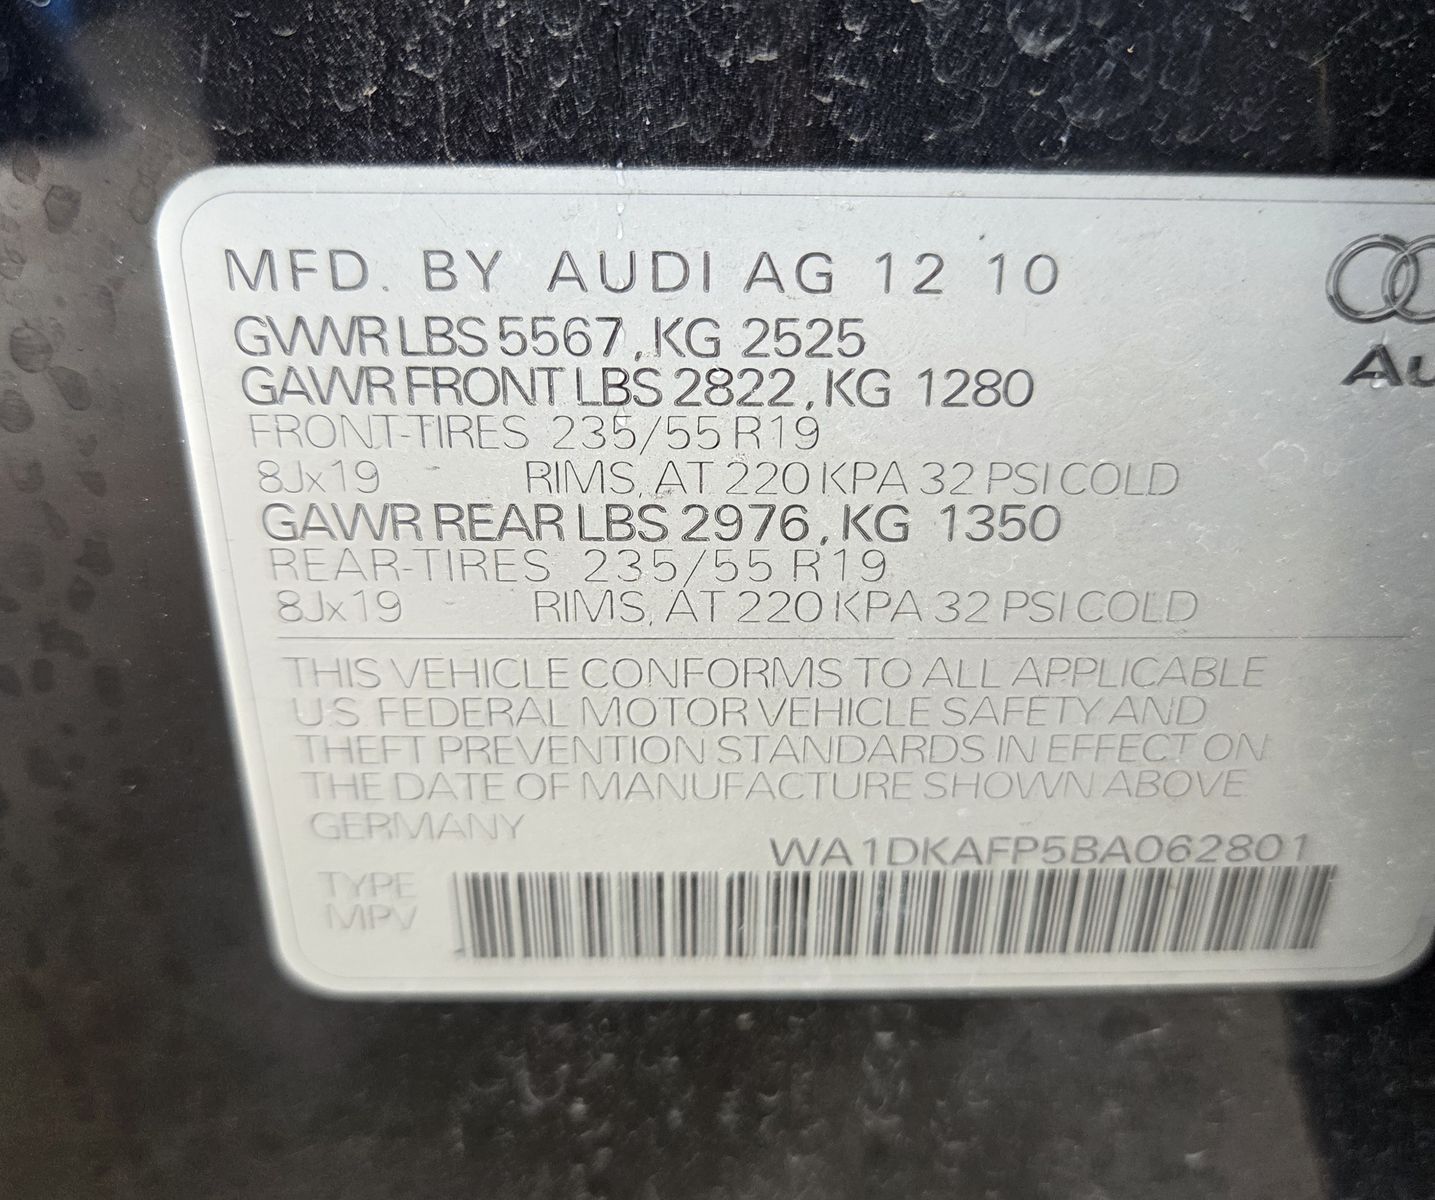 MFD. BY AUDI AG 12 10
GVWR LBS 5567, KG 2525
GAWR FRONT LBS 2822, KG 1280
FRONT-TIRES 235/55 R19
8Jx19 RIMS, AT 220 KPA 32 PSI COLD
GAWR REAR LBS 2976, KG 1350
REAR-TIRES 235/55 R19
8Jx19 RIMS, AT 220 KPA 32 PSI COLD
THIS VEHICLE CONFORMS TO ALL APPLICABLE
U.S FEDERAL MOTOR VEHICLE SAFETY AND
THEFT PREVENTION STANDARDS IN EFFECT ON
THE DATE OF MANUFACTURE SHOWN ABOVE
GERMANY
WA1DKAFP5BA062801
TYPE
MPV
Au